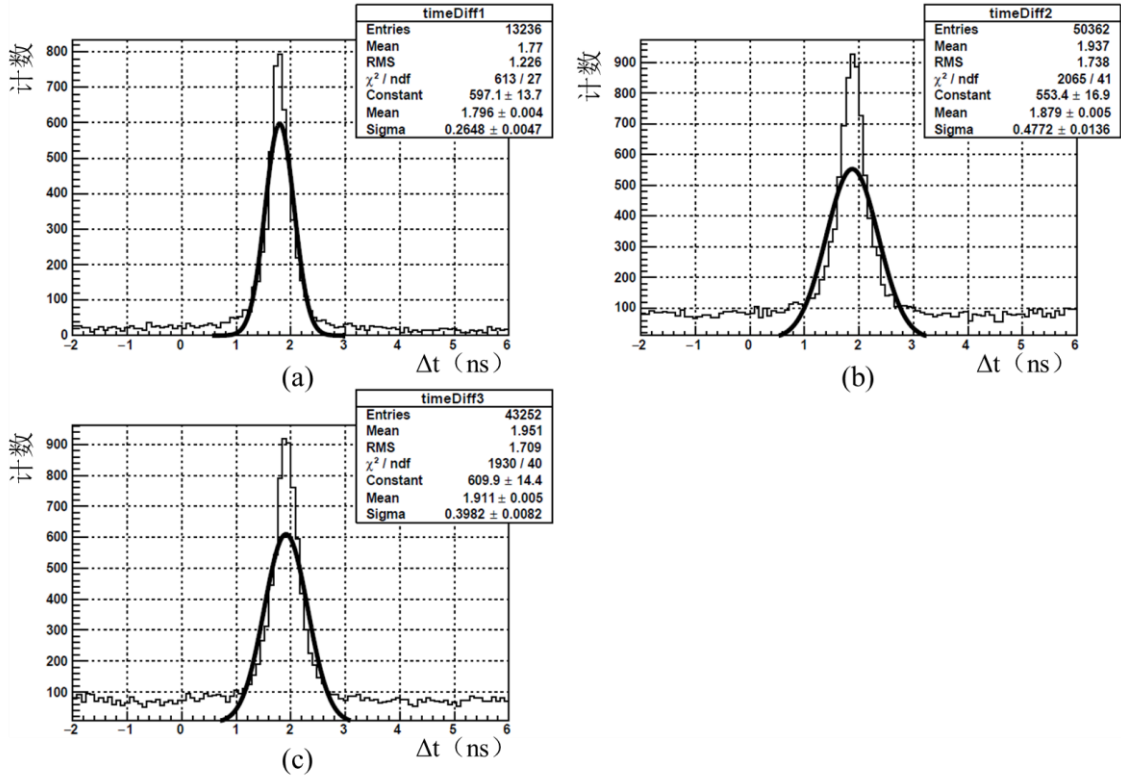 timeDiff1
Entries 13236
Mean 1.77
RMS 1.226
χ² / ndf 613 / 27
Constant 597.1 ± 13.7
Mean 1.796 ± 0.004
Sigma 0.2648 ± 0.0047
计数
800
700
600
500
400
300
200
100
0
−2 −1 0 1 2 3 4 5 6
Δt（ns）
(a)
timeDiff2
Entries 50362
Mean 1.937
RMS 1.738
χ² / ndf 2065 / 41
Constant 553.4 ± 16.9
Mean 1.879 ± 0.005
Sigma 0.4772 ± 0.0136
计数
900
800
700
600
500
400
300
200
100
−2 −1 0 1 2 3 4 5 6
Δt（ns）
(b)
timeDiff3
Entries 43252
Mean 1.951
RMS 1.709
χ² / ndf 1930 / 40
Constant 609.9 ± 14.4
Mean 1.911 ± 0.005
Sigma 0.3982 ± 0.0082
计数
900
800
700
600
500
400
300
200
100
−2 −1 0 1 2 3 4 5 6
Δt（ns）
(c)